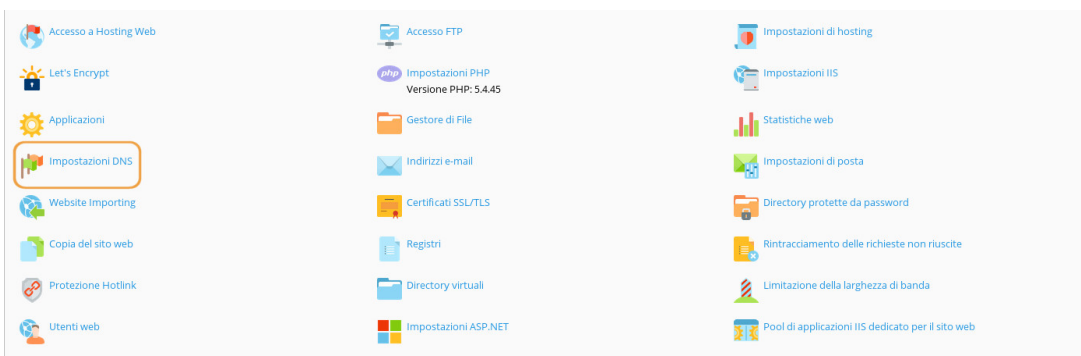 Accesso a Hosting Web
Accesso FTP
Impostazioni di hosting
Let's Encrypt
php
Impostazioni PHP
Versione PHP: 5.4.45
Impostazioni IIS
Applicazioni
Gestore di File
Statistiche web
Impostazioni DNS
Indirizzi e-mail
Impostazioni di posta
Website Importing
Certificati SSL/TLS
Directory protette da password
Copia del sito web
Registri
Rintracciamento delle richieste non riuscite
Protezione Hotlink
Directory virtuali
Limitazione della larghezza di banda
Utenti web
Impostazioni ASP.NET
Pool di applicazioni IIS dedicato per il sito web